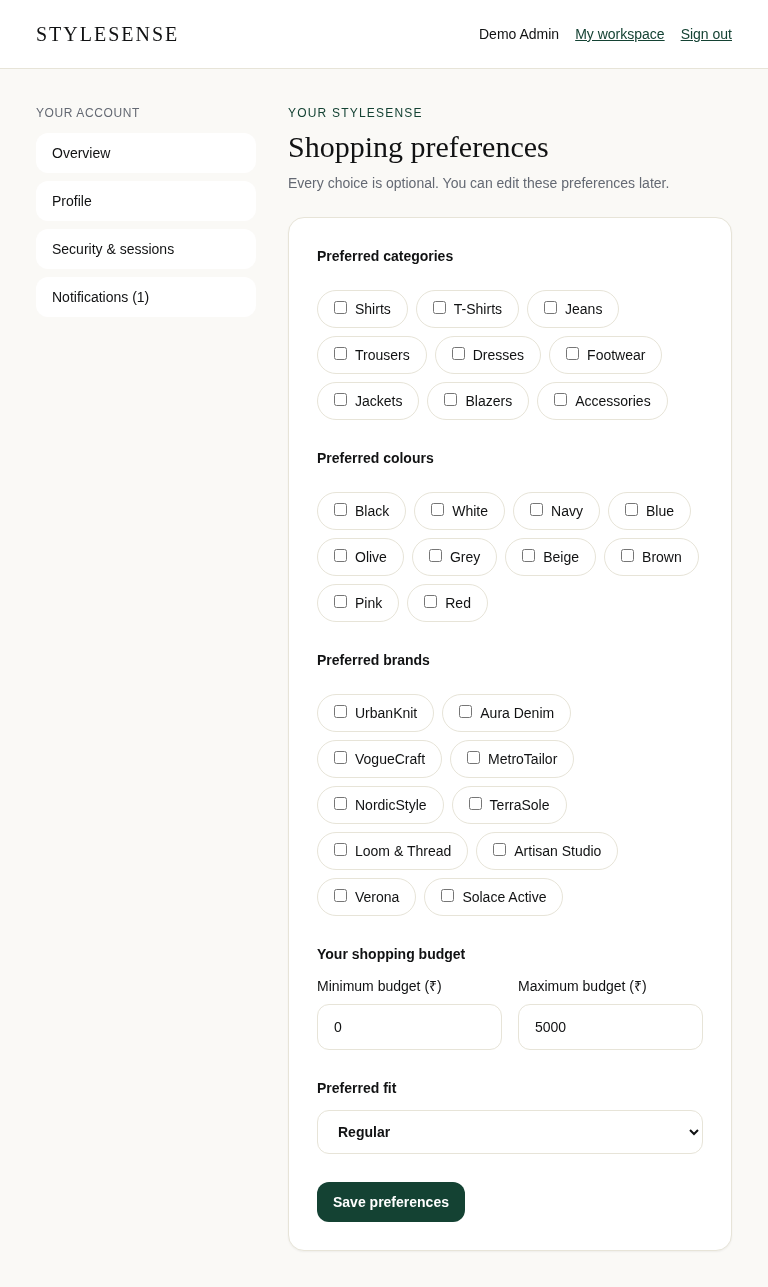 STYLESENSE
Demo Admin My workspace Sign out
YOUR ACCOUNT
Overview
Profile
Security & sessions
Notifications (1)
YOUR STYLESENSE
Shopping preferences
Every choice is optional. You can edit these preferences later.
Preferred categories
Shirts T-Shirts Jeans
Trousers Dresses Footwear
Jackets Blazers Accessories
Preferred colours
Black White Navy Blue
Olive Grey Beige Brown
Pink Red
Preferred brands
UrbanKnit Aura Denim
VogueCraft MetroTailor
NordicStyle TerraSole
Loom & Thread Artisan Studio
Verona Solace Active
Your shopping budget
Minimum budget (₹) Maximum budget (₹)
0 5000
Preferred fit
Regular
Save preferences